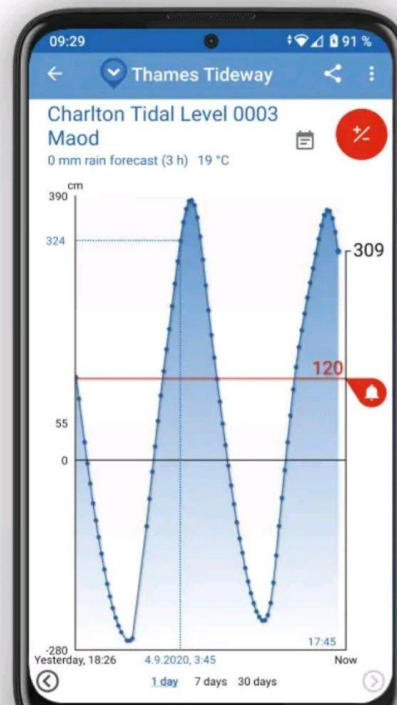 09:29
91 %
Thames Tideway
Charlton Tidal Level 0003
Maod
0 mm rain forecast (3 h) 19 °C
cm
390
324
309
120
55
0
-280
17:45
Yesterday, 18:26
4.9.2020, 3:45
Now
1 day
7 days
30 days